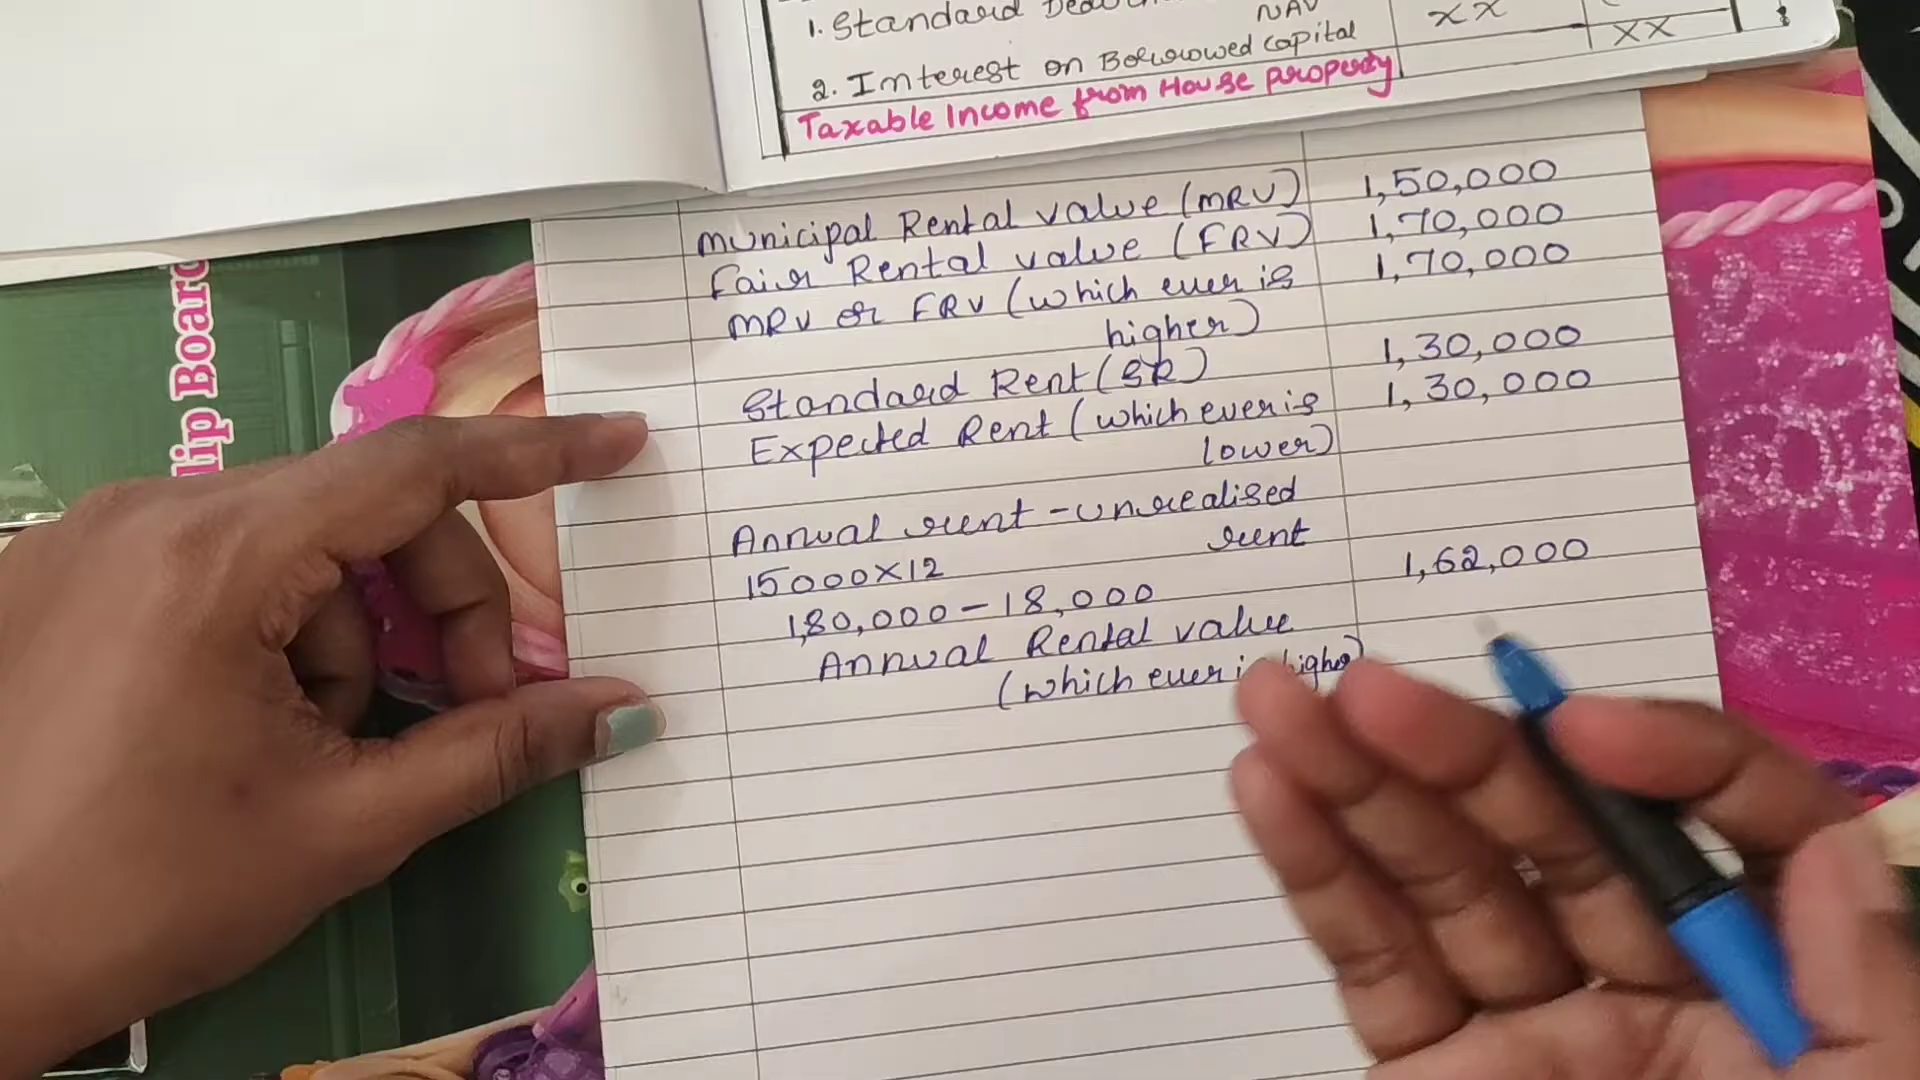 1. Standard
NAV
XX
2. Interest on Borrowed capital
XX
Taxable Income from House property
Municipal Rental value (MRV) 1,50,000
Fair Rental value (FRV) 1,70,000
MRV or FRV (which ever is 1,70,000
higher)
Standard Rent (SR) 1,30,000
Expected Rent (which ever is 1,30,000
lower)
Annual rent - unrealised
rent
15000X12
1,80,000 - 18,000 1,62,000
Annual Rental value
(which ever is higher)
lip Board